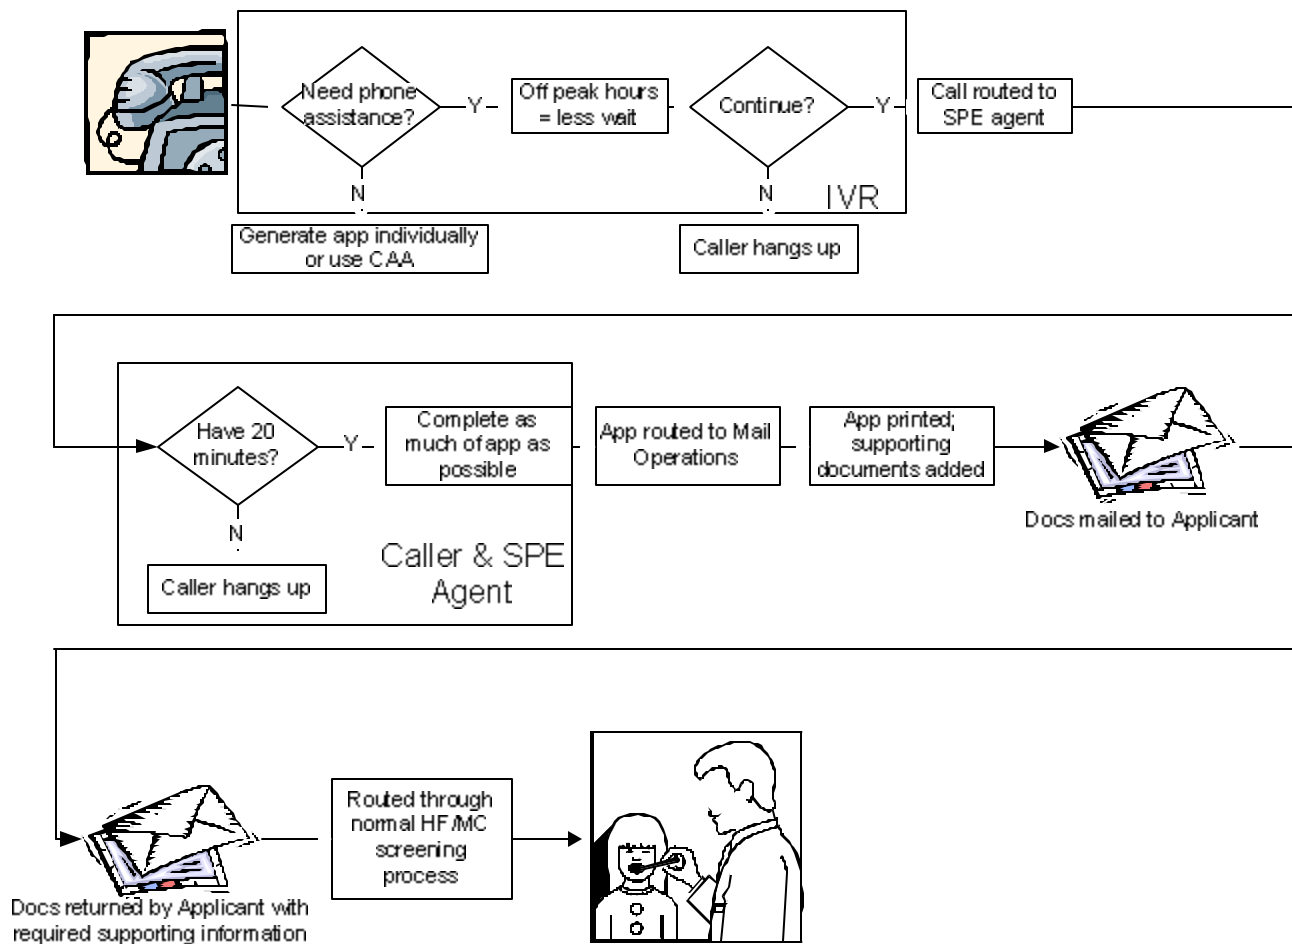 Need phone
assistance?
Y
Off peak hours
= less wait
Continue?
Y
Call routed to
SPE agent
N
N
IVR
Generate app individually
or use CAA
Caller hangs up
Have 20
minutes?
Y
Complete as
much of app as
possible
App routed to Mail
Operations
App printed;
supporting
documents added
Docs mailed to Applicant
N
Caller hangs up
Caller & SPE
Agent
Routed through
normal HF/MC
screening
process
Docs returned by Applicant with
required supporting information